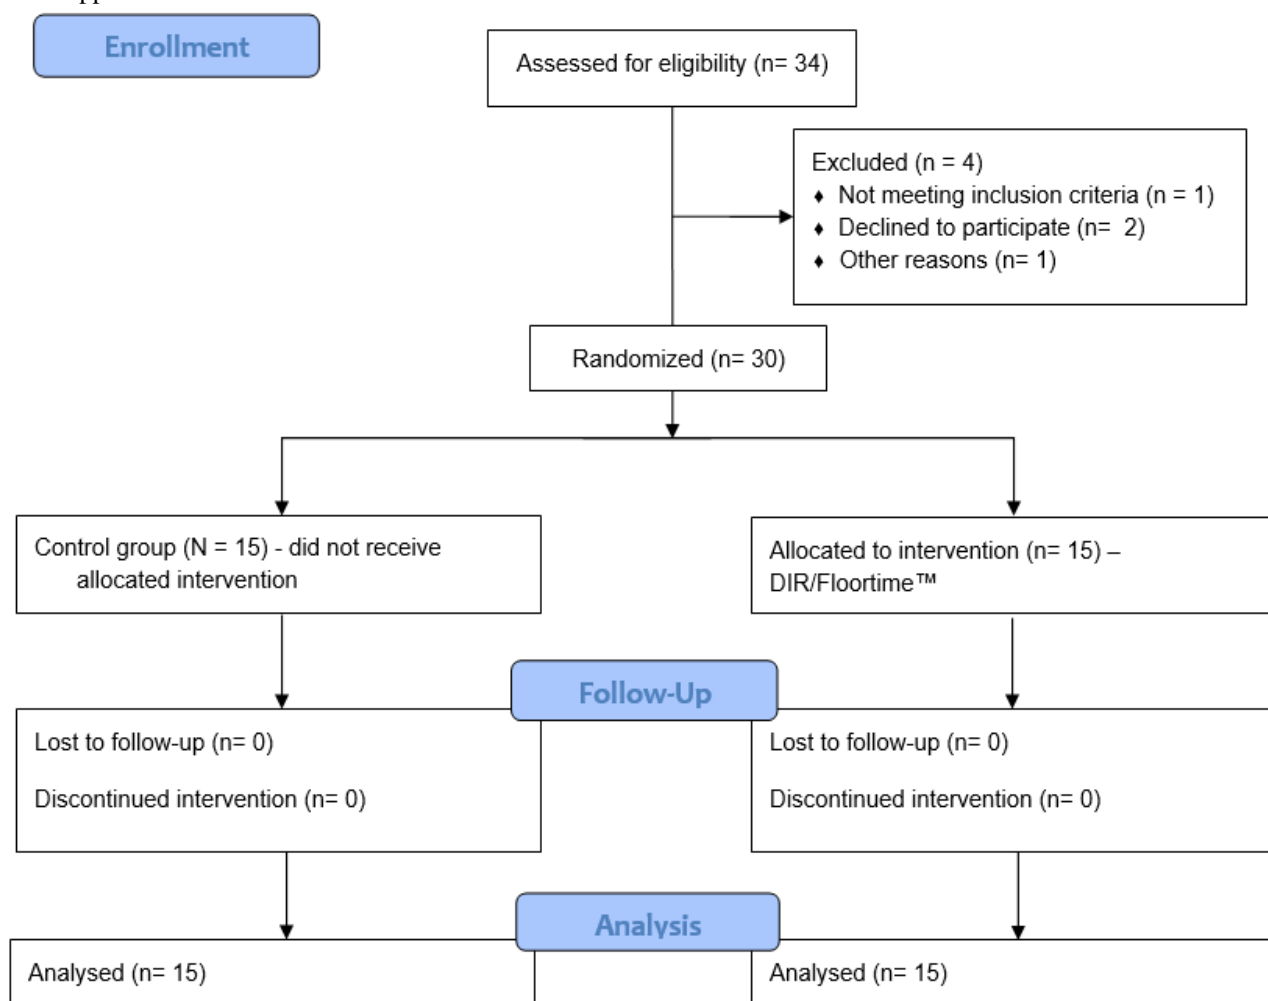 Enrollment
Assessed for eligibility (n= 34)
Excluded (n = 4)
♦ Not meeting inclusion criteria (n = 1)
♦ Declined to participate (n=  2)
♦ Other reasons (n= 1)
Randomized (n= 30)
Control group (N = 15) - did not receive
allocated intervention
Allocated to intervention (n= 15) –
DIR/Floortime™
Follow-Up
Lost to follow-up (n= 0)
Discontinued intervention (n= 0)
Lost to follow-up (n= 0)
Discontinued intervention (n= 0)
Analysis
Analysed (n= 15)
Analysed (n= 15)